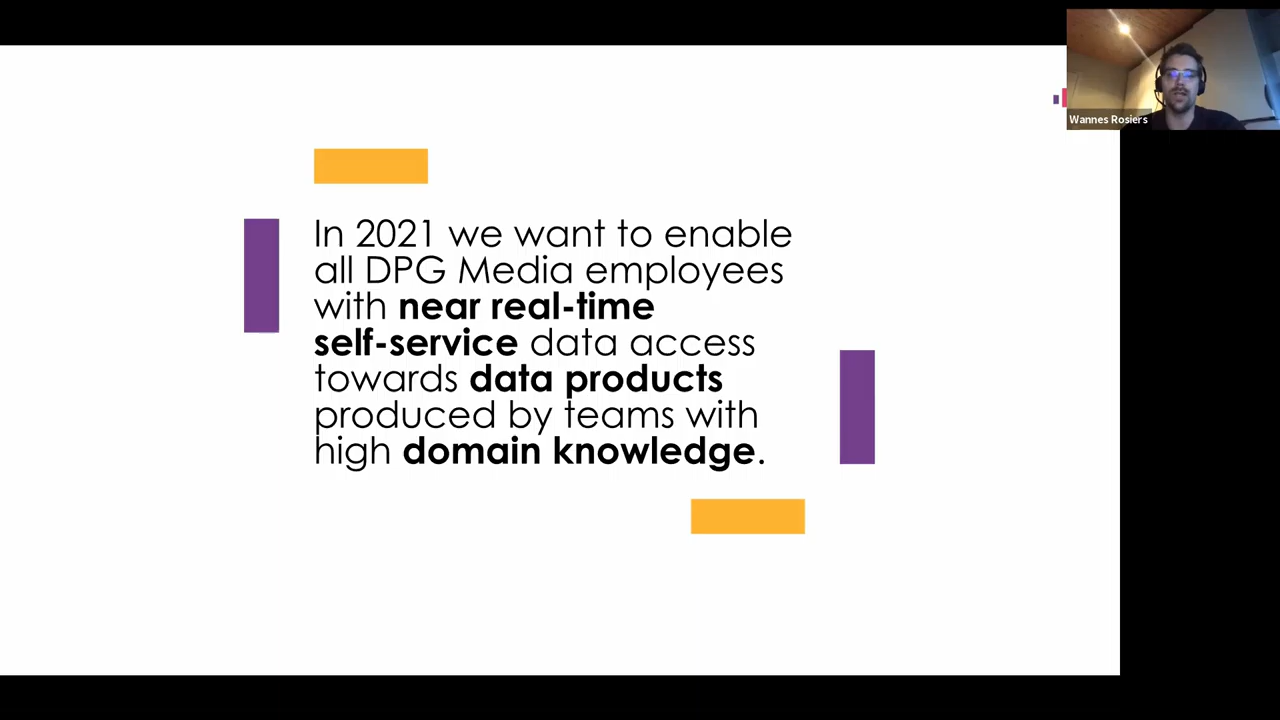 In 2021 we want to enable
all DPG Media employees
with near real-time
self-service data access
towards data products
produced by teams with
high domain knowledge.
Wannes Rosiers